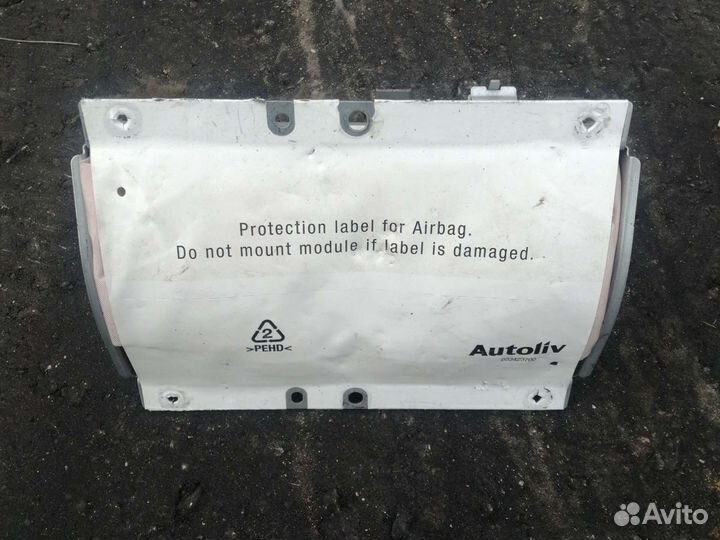 Protection label for Airbag.
Do not mount module if label is damaged.
2
>PEHD<
Autoliv
Avito